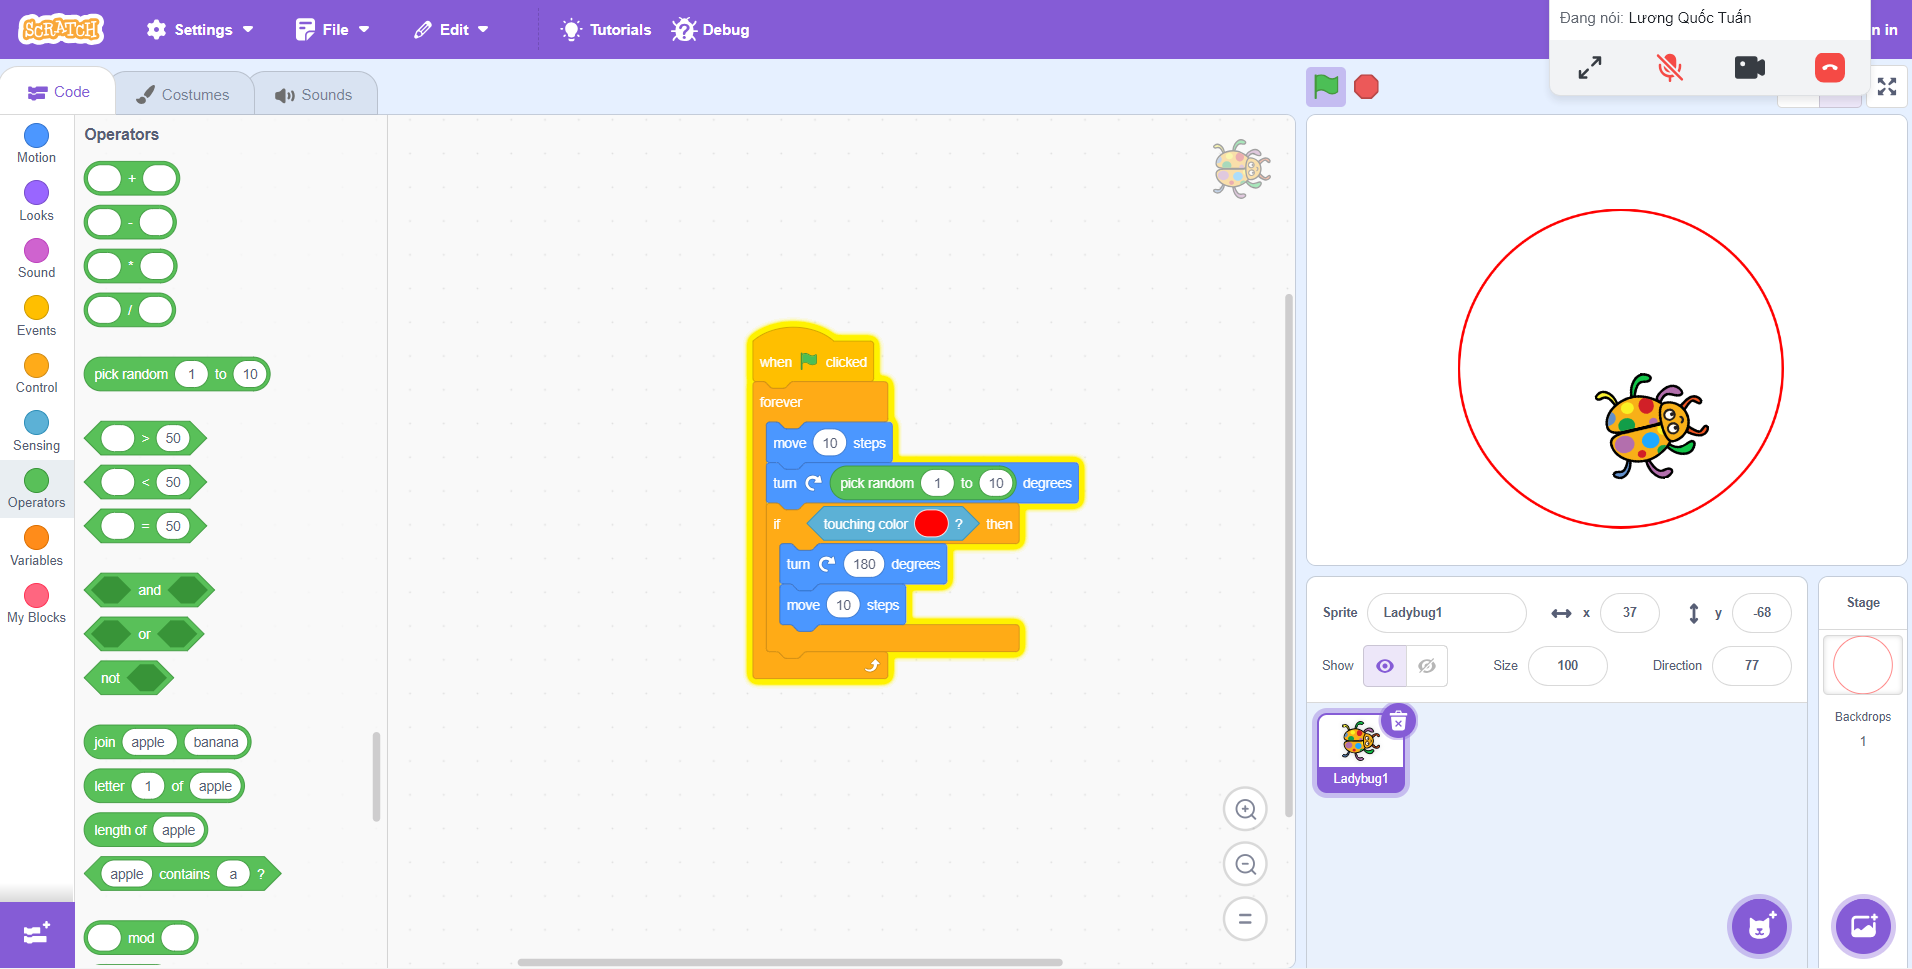 SCRATCH
Settings
File
Edit
Tutorials
Debug
Đang nói: Lương Quốc Tuấn
n in
Code
Costumes
Sounds
Motion
Looks
Sound
Events
Control
Sensing
Operators
Variables
My Blocks
Operators
+
-
*
/
pick random 1 to 10
> 50
< 50
= 50
and
or
not
join apple banana
letter 1 of apple
length of apple
apple contains a ?
mod
when clicked
forever
move 10 steps
turn pick random 1 to 10 degrees
if touching color ? then
turn 180 degrees
move 10 steps
Sprite Ladybug1 x 37 y -68
Show Size 100 Direction 77
Ladybug1
Stage
Backdrops
1